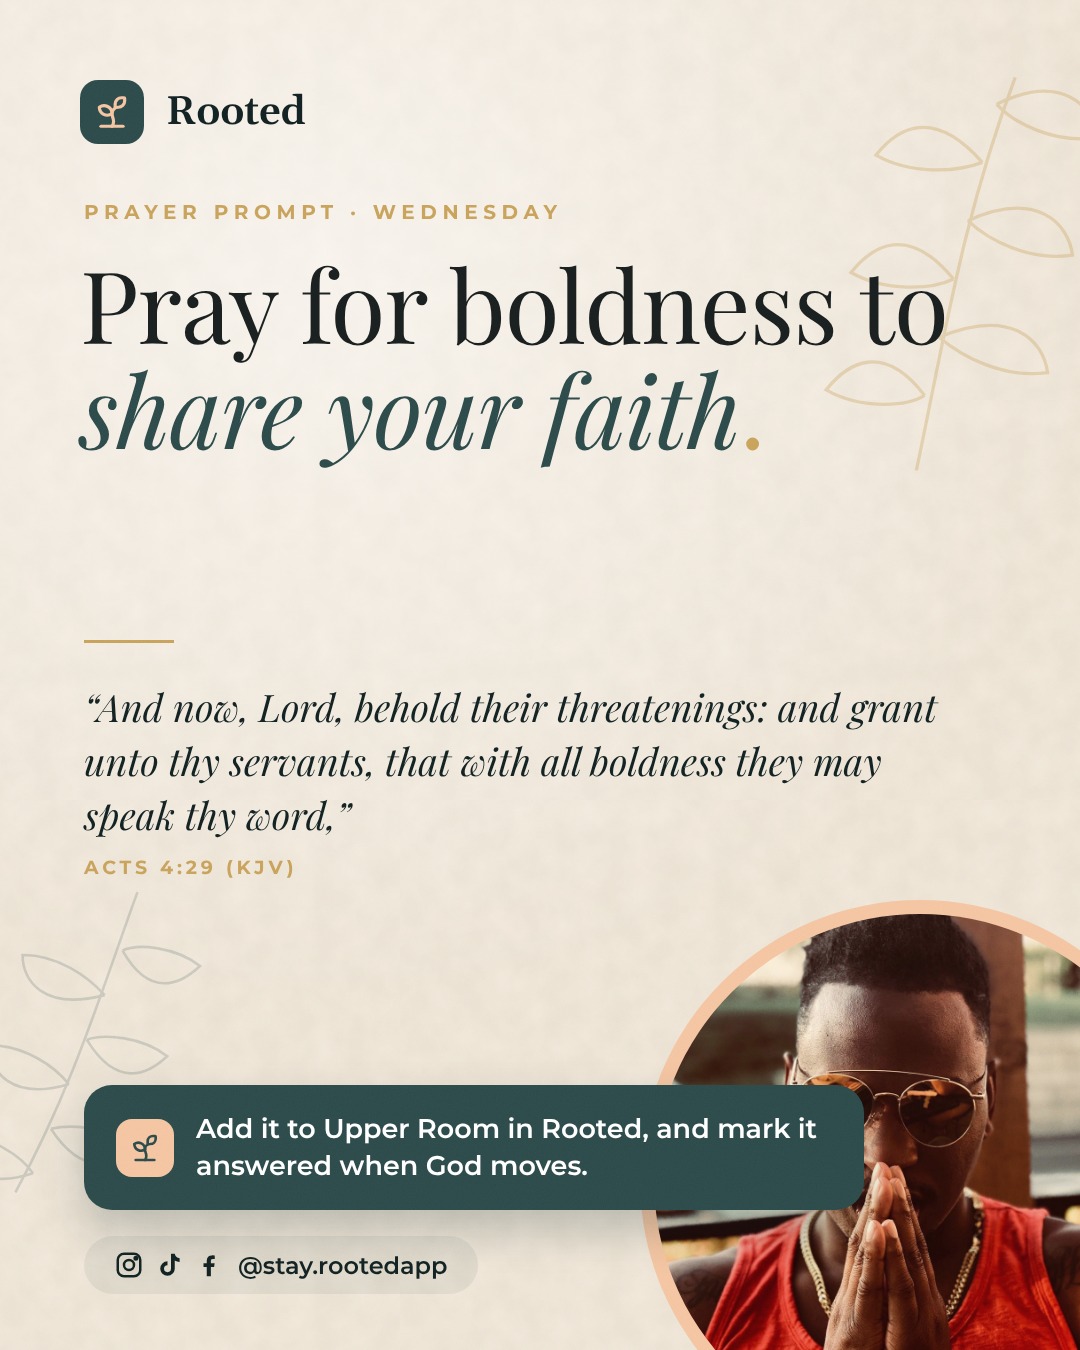 Rooted
PRAYER PROMPT · WEDNESDAY
Pray for boldness to
share your faith.
“And now, Lord, behold their threatenings: and grant
unto thy servants, that with all boldness they may
speak thy word,”
ACTS 4:29 (KJV)
Add it to Upper Room in Rooted, and mark it
answered when God moves.
@stay.rootedapp